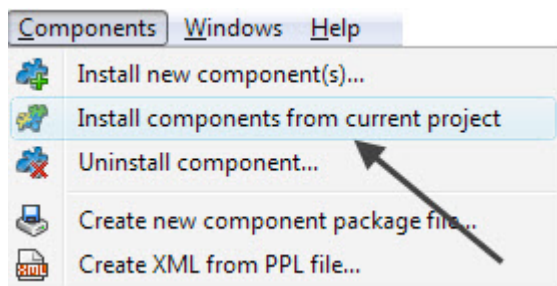 Components Windows Help
Install new component(s)...
Install components from current project
Uninstall component...
Create new component package file...
XML Create XML from PPL file...